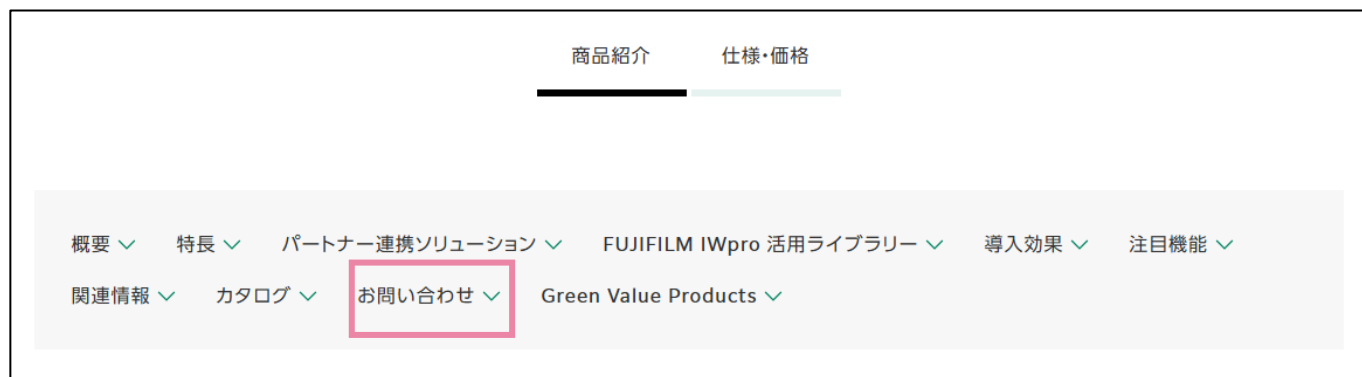 商品紹介 仕様・価格
概要 特長 パートナー連携ソリューション FUJIFILM IWpro 活用ライブラリー 導入効果 注目機能
関連情報 カタログ お問い合わせ Green Value Products